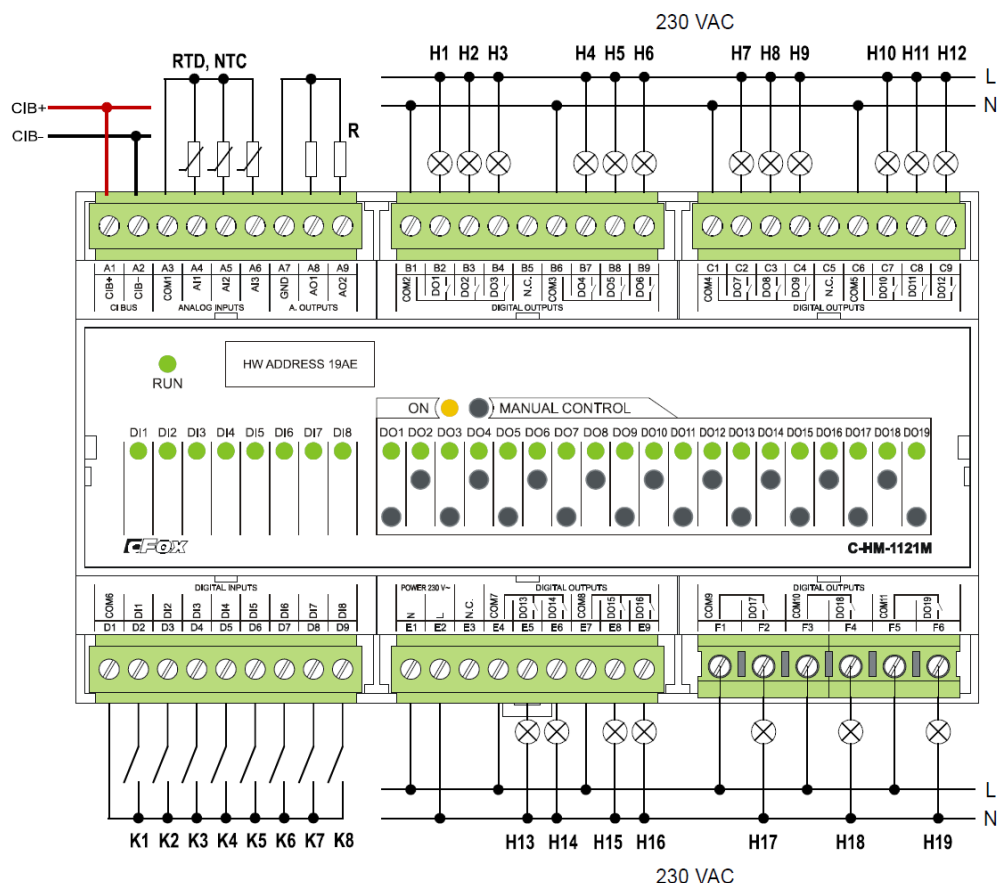 230 VAC
RTD, NTC H1 H2 H3 H4 H5 H6 H7 H8 H9 H10 H11 H12
L
CIB+
N
CIB– R
A1 A2 A3 A4 A5 A6 A7 A8 A9 B1 B2 B3 B4 B5 B6 B7 B8 B9 C1 C2 C3 C4 C5 C6 C7 C8 C9
CIB+ CIB- COM1 AI1 AI2 AI3 GND AO1 AO2 COM2 DO1 DO2 DO3 N.C. COM3 DO4 DO5 DO6 COM4 DO7 DO8 DO9 N.C. COM5 DO10 DO11 DO12
CI BUS ANALOG INPUTS A. OUTPUTS DIGITAL OUTPUTS DIGITAL OUTPUTS
HW ADDRESS 19AE
RUN
ON MANUAL CONTROL
DI1 DI2 DI3 DI4 DI5 DI6 DI7 DI8 DO1 DO2 DO3 DO4 DO5 DO6 DO7 DO8 DO9 DO10 DO11 DO12 DO13 DO14 DO15 DO16 DO17 DO18 DO19
CFox C-HM-1121M
DIGITAL INPUTS POWER 230 V~ DIGITAL OUTPUTS
COM6 DI1 DI2 DI3 DI4 DI5 DI6 DI7 DI8 N L N.C. COM7 DO13 DO14 COM8 DO15 DO16 COM9 DO17 COM10 DO18 COM11 DO19
D1 D2 D3 D4 D5 D6 D7 D8 D9 E1 E2 E3 E4 E5 E6 E7 E8 E9 F1 F2 F3 F4 F5 F6
L
N
K1 K2 K3 K4 K5 K6 K7 K8 H13 H14 H15 H16 H17 H18 H19
230 VAC